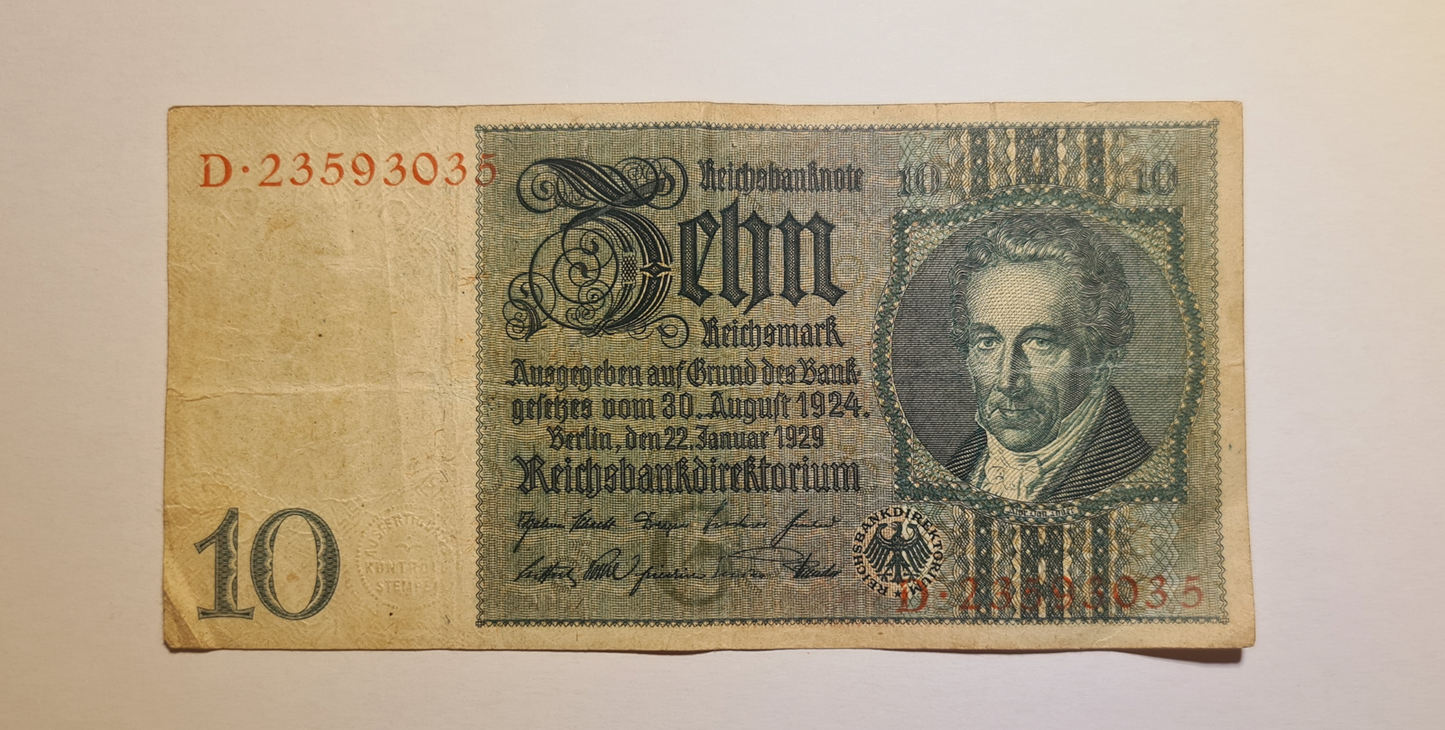 D·23593035
Reichsbanknote
Zehn
Reichsmark
Ausgegeben auf Grund des Bank-
gesetzes vom 30. August 1924.
Berlin, den 22. Januar 1929
Reichsbankdirektorium
10
10
10
REICHSBANKDIREKTORIUM
D·23593035